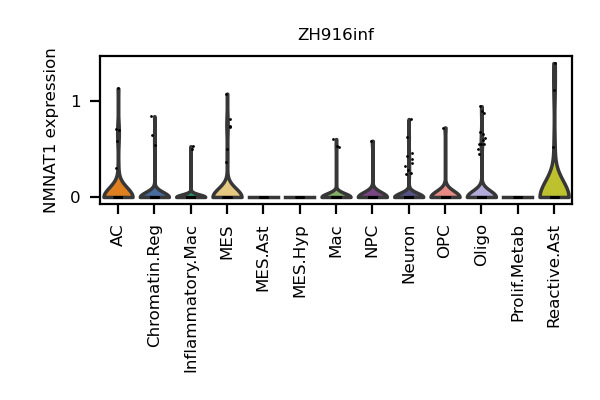 ZH916inf
NMNAT1 expression
1
0
AC
Chromatin.Reg
Inflammatory.Mac
MES
MES.Ast
MES.Hyp
Mac
NPC
Neuron
OPC
Oligo
Prolif.Metab
Reactive.Ast